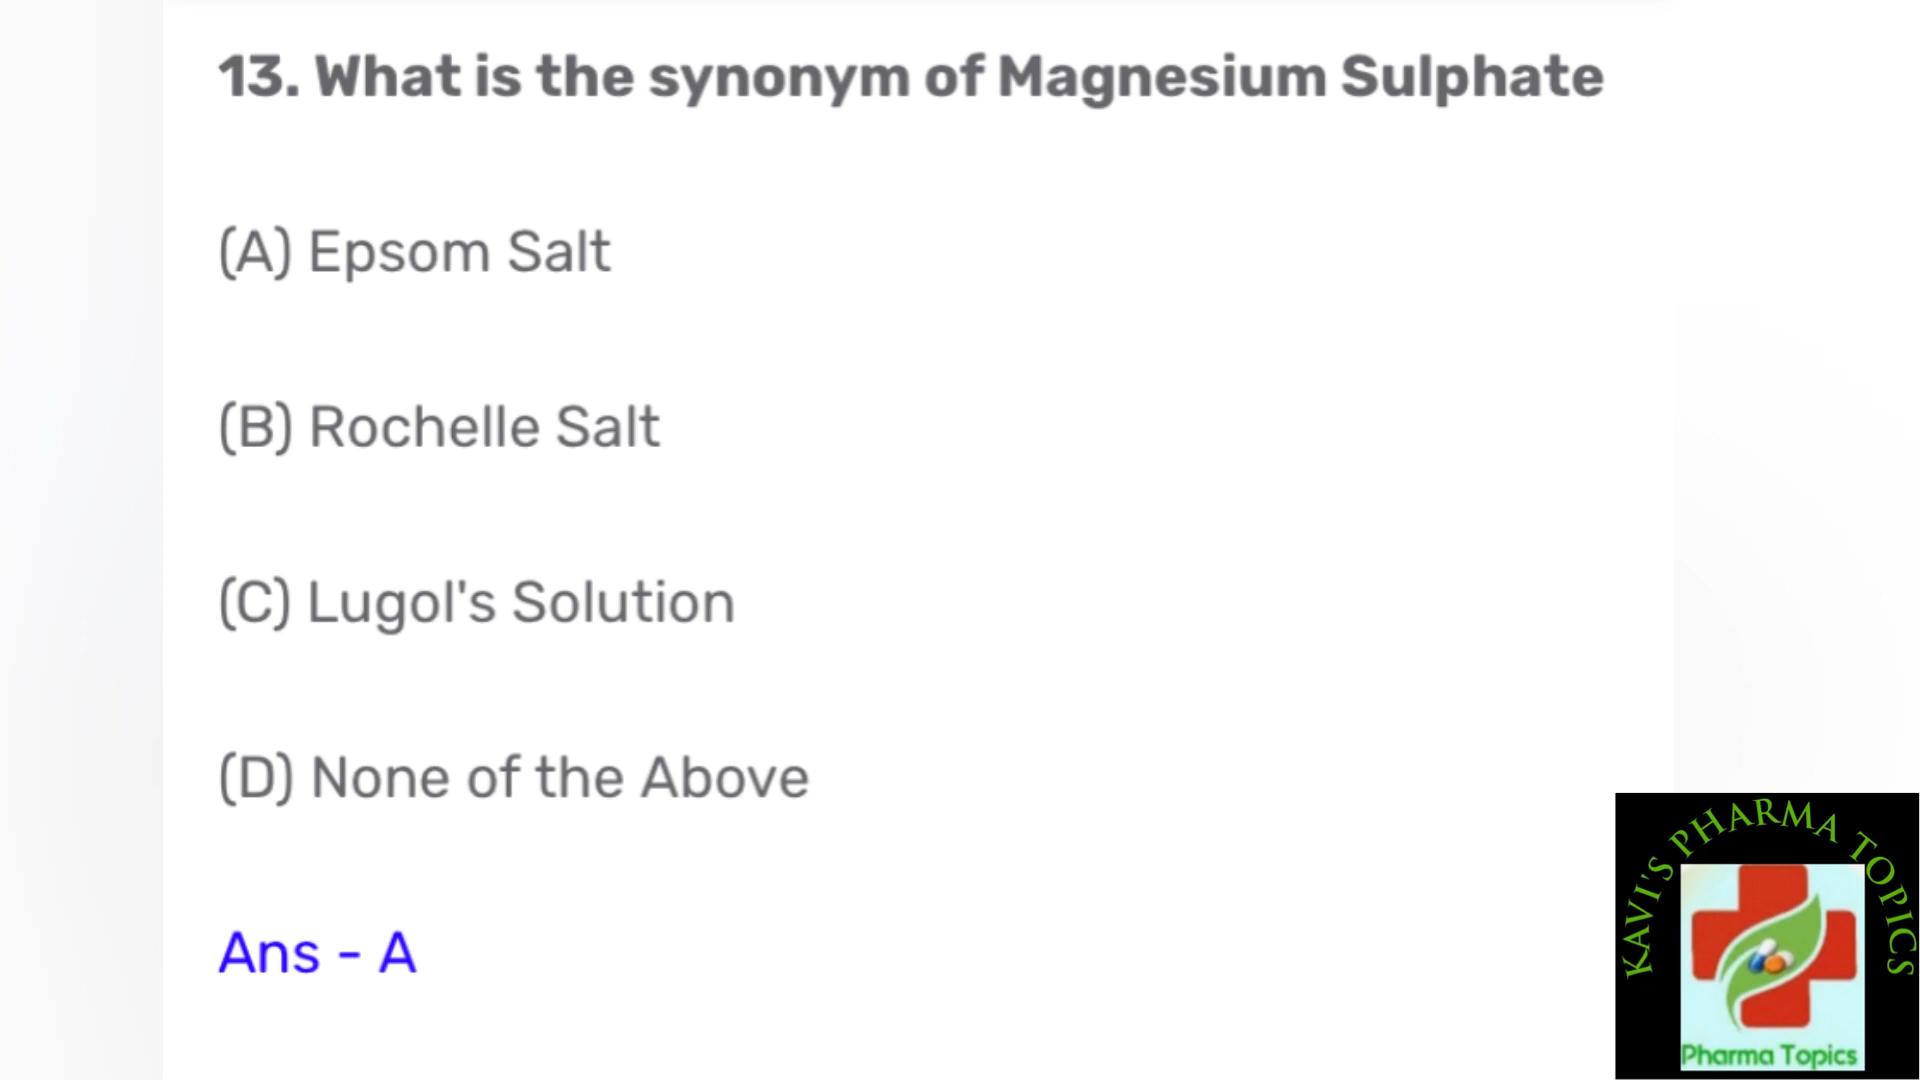 13. What is the synonym of Magnesium Sulphate
(A) Epsom Salt
(B) Rochelle Salt
(C) Lugol's Solution
(D) None of the Above
Ans - A
KAVI'S PHARMA TOPICS
Pharma Topics